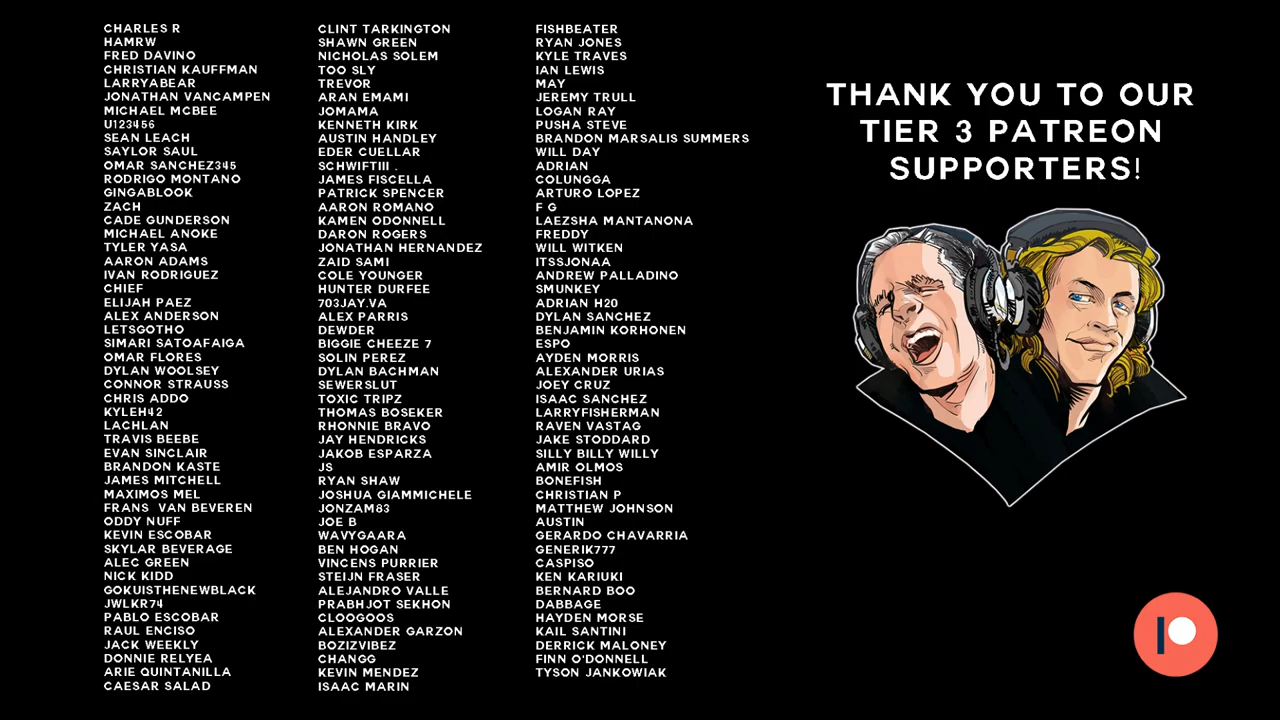 CHARLES R
HAMRW
FRED DAVINO
CHRISTIAN KAUFFMAN
LARRYABEAR
JONATHAN VANCAMPEN
MICHAEL MCBEE
U123456
SEAN LEACH
SAYLOR SAUL
OMAR SANCHEZ345
RODRIGO MONTANO
GINGABLOOK
ZACH
CADE GUNDERSON
MICHAEL ANOKE
TYLER YASA
AARON ADAMS
IVAN RODRIGUEZ
CHIEF
ELIJAH PAEZ
ALEX ANDERSON
LETSGOTHO
SIMARI SATOAFAIGA
OMAR FLORES
DYLAN WOOLSEY
CONNOR STRAUSS
CHRIS ADDO
KYLEH42
LACHLAN
TRAVIS BEEBE
EVAN SINCLAIR
BRANDON KASTE
JAMES MITCHELL
MAXIMOS MEL
FRANS VAN BEVEREN
ODDY NUFF
KEVIN ESCOBAR
SKYLAR BEVERAGE
ALEC GREEN
NICK KIDD
GOKUISTHENEWBLACK
JWLKR74
PABLO ESCOBAR
RAUL ENCISO
JACK WEEKLY
DONNIE RELYEA
ARIE QUINTANILLA
CAESAR SALAD
CLINT TARKINGTON
SHAWN GREEN
NICHOLAS SOLEM
TOO SLY
TREVOR
ARAN EMAMI
JOMAMA
KENNETH KIRK
AUSTIN HANDLEY
EDER CUELLAR
SCHWIFTIII .
JAMES FISCELLA
PATRICK SPENCER
AARON ROMANO
KAMEN ODONNELL
DARON ROGERS
JONATHAN HERNANDEZ
ZAID SAMI
COLE YOUNGER
HUNTER DURFEE
703JAY.VA
ALEX PARRIS
DEWDER
BIGGIE CHEEZE 7
SOLIN PEREZ
DYLAN BACHMAN
SEWERSLUT
TOXIC TRIPZ
THOMAS BOSEKER
RHONNIE BRAVO
JAY HENDRICKS
JAKOB ESPARZA
JS
RYAN SHAW
JOSHUA GIAMMICHELE
JONZAM83
JOE B
WAVYGAARA
BEN HOGAN
VINCENS PURRIER
STEIJN FRASER
ALEJANDRO VALLE
PRABHJOT SEKHON
CLOOGOOS
ALEXANDER GARZON
BOZIZVIBEZ
CHANGG
KEVIN MENDEZ
ISAAC MARIN
FISHBEATER
RYAN JONES
KYLE TRAVES
IAN LEWIS
MAY
JEREMY TRULL
LOGAN RAY
PUSHA STEVE
BRANDON MARSALIS SUMMERS
WILL DAY
ADRIAN
COLUNGGA
ARTURO LOPEZ
F G
LAEZSHA MANTANONA
FREDDY
WILL WITKEN
ITSSJONAA
ANDREW PALLADINO
SMUNKEY
ADRIAN H20
DYLAN SANCHEZ
BENJAMIN KORHONEN
ESPO
AYDEN MORRIS
ALEXANDER URIAS
JOEY CRUZ
ISAAC SANCHEZ
LARRYFISHERMAN
RAVEN VASTAG
JAKE STODDARD
SILLY BILLY WILLY
AMIR OLMOS
BONEFISH
CHRISTIAN P
MATTHEW JOHNSON
AUSTIN
GERARDO CHAVARRIA
GENERIK777
CASPISO
KEN KARIUKI
BERNARD BOO
DABBAGE
HAYDEN MORSE
KAIL SANTINI
DERRICK MALONEY
FINN O'DONNELL
TYSON JANKOWIAK
THANK YOU TO OUR
TIER 3 PATREON
SUPPORTERS!